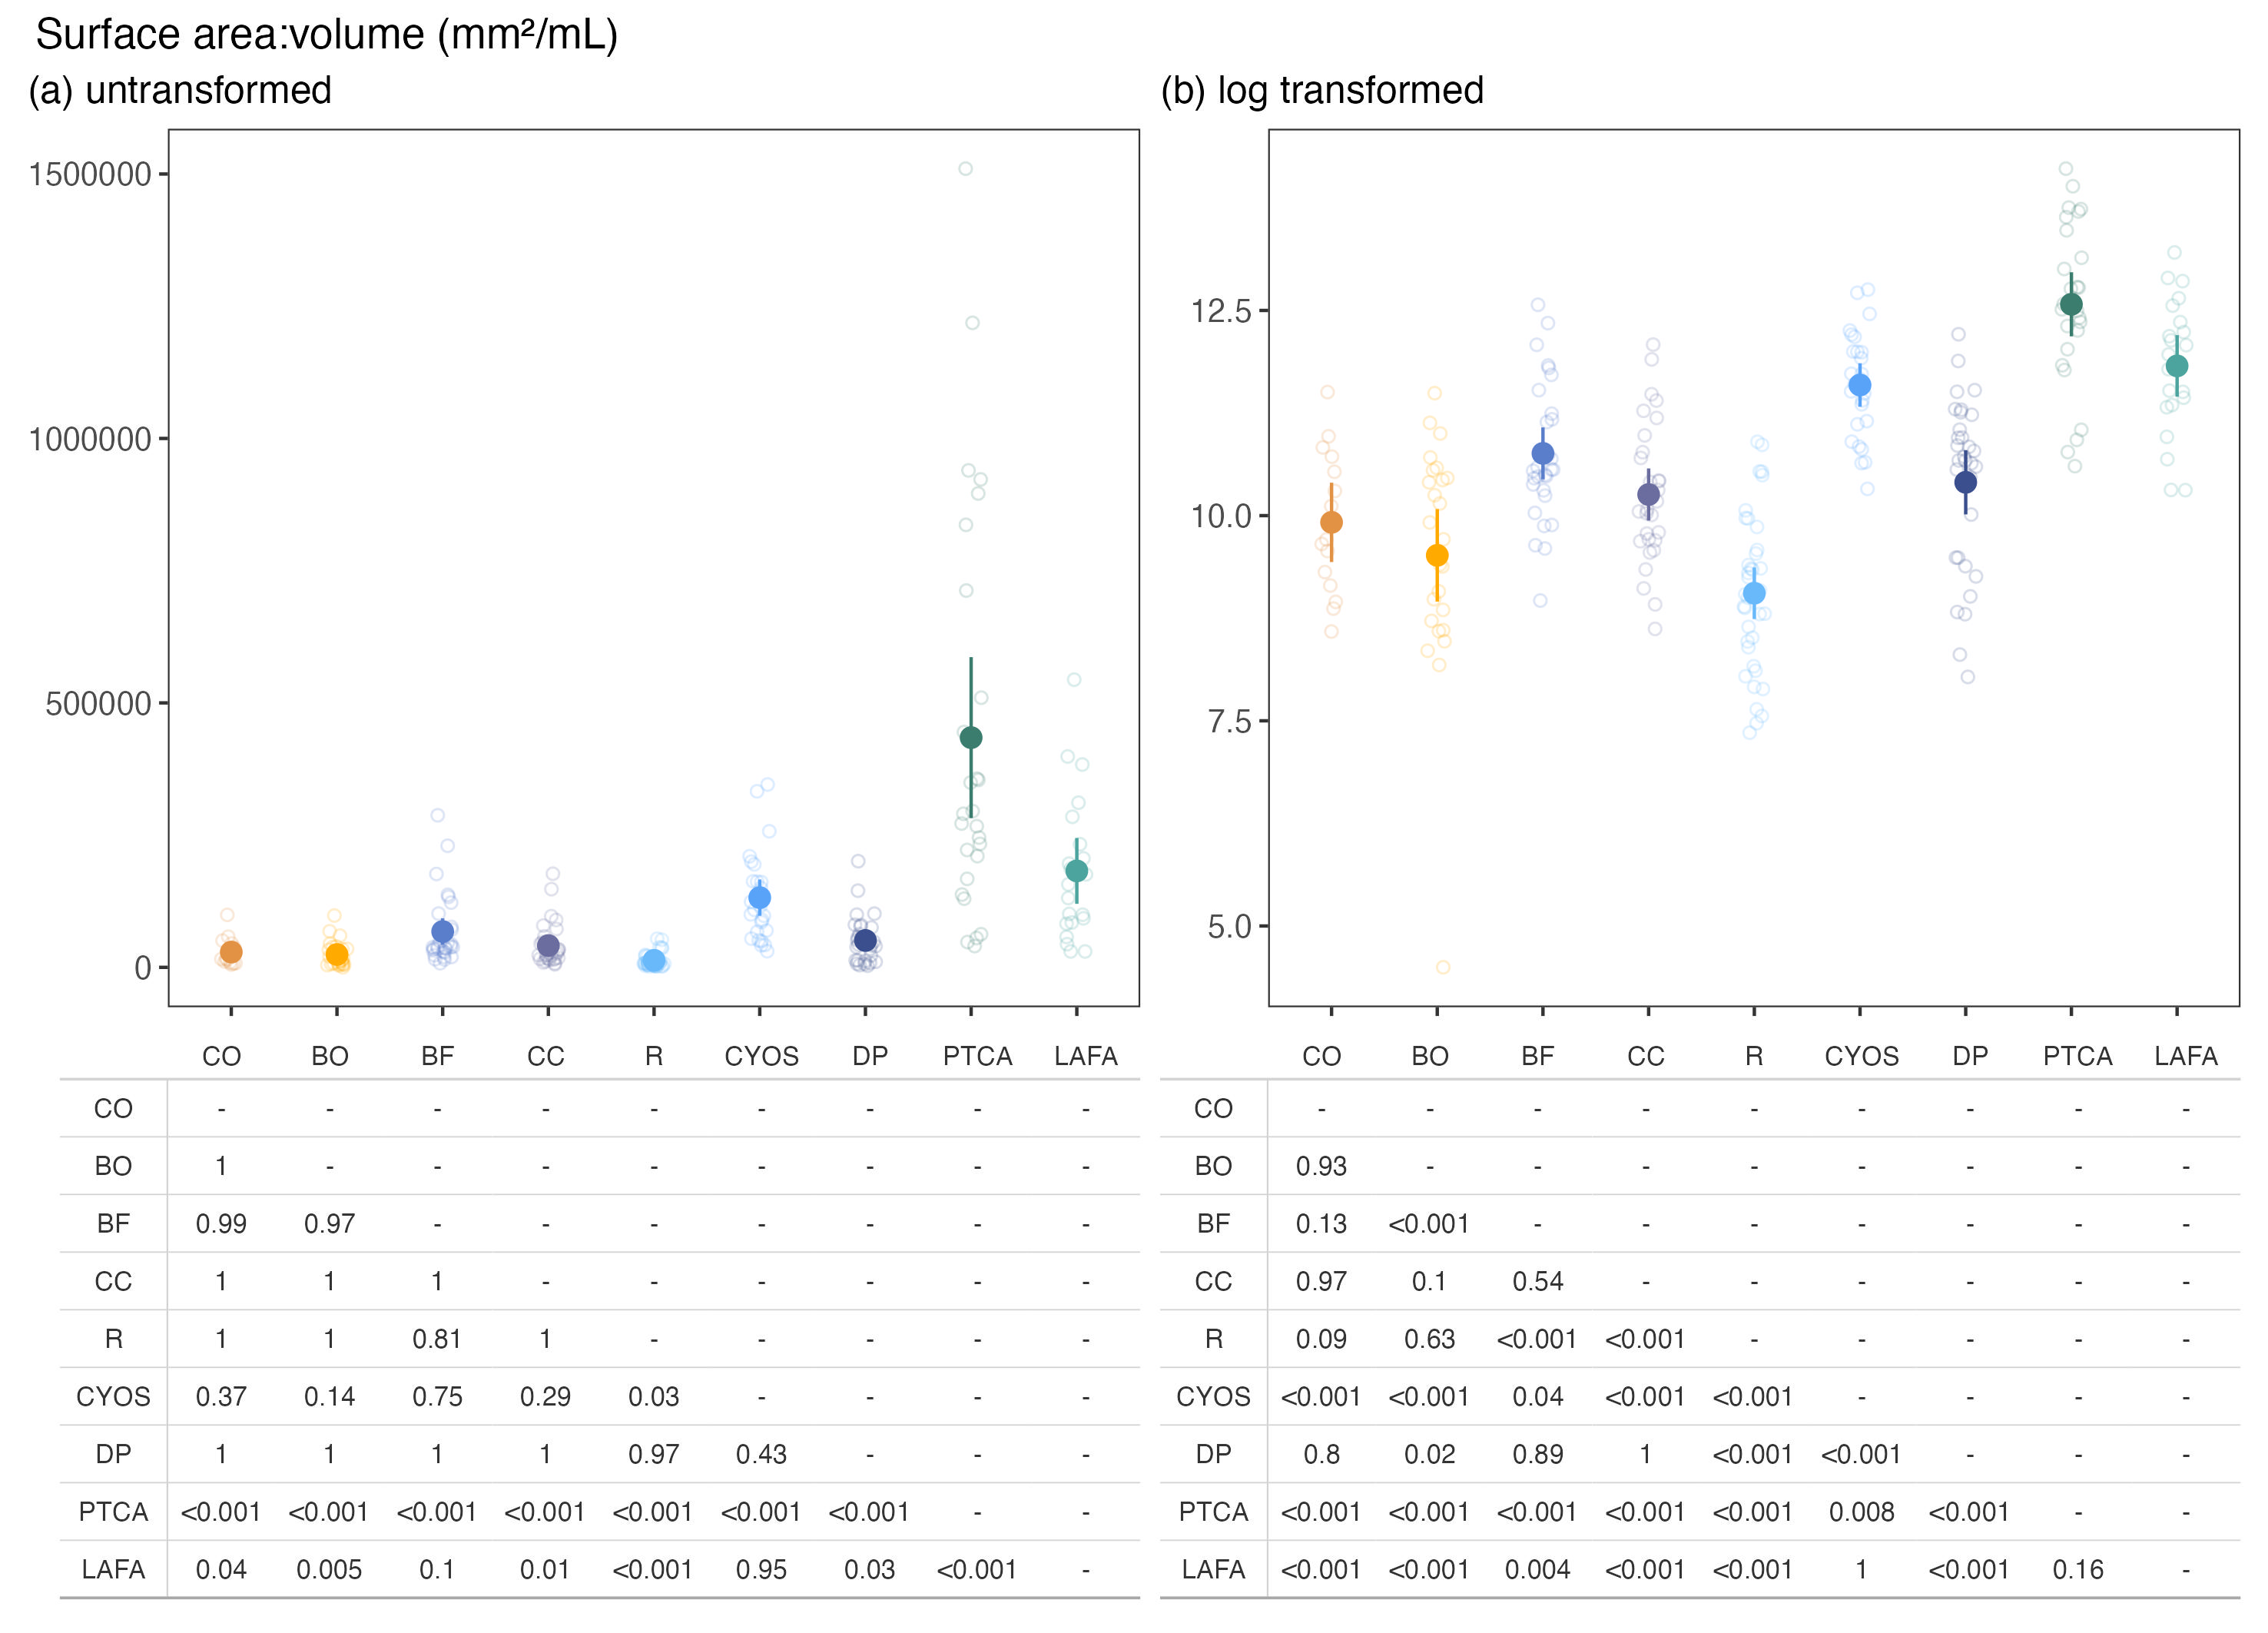 Surface area:volume (mm²/mL)
(a) untransformed
1500000
1000000
500000
0
CO BO BF CC R CYOS DP PTCA LAFA
CO - - - - - - - - -
BO 1 - - - - - - - -
BF 0.99 0.97 - - - - - - -
CC 1 1 1 - - - - - -
R 1 1 0.81 1 - - - - -
CYOS 0.37 0.14 0.75 0.29 0.03 - - - -
DP 1 1 1 1 0.97 0.43 - - -
PTCA <0.001 <0.001 <0.001 <0.001 <0.001 <0.001 <0.001 - -
LAFA 0.04 0.005 0.1 0.01 <0.001 0.95 0.03 <0.001 -
(b) log transformed
12.5
10.0
7.5
5.0
CO BO BF CC R CYOS DP PTCA LAFA
CO - - - - - - - - -
BO 0.93 - - - - - - - -
BF 0.13 <0.001 - - - - - - -
CC 0.97 0.1 0.54 - - - - - -
R 0.09 0.63 <0.001 <0.001 - - - - -
CYOS <0.001 <0.001 0.04 <0.001 <0.001 - - - -
DP 0.8 0.02 0.89 1 <0.001 <0.001 - - -
PTCA <0.001 <0.001 <0.001 <0.001 <0.001 0.008 <0.001 - -
LAFA <0.001 <0.001 0.004 <0.001 <0.001 1 <0.001 0.16 -